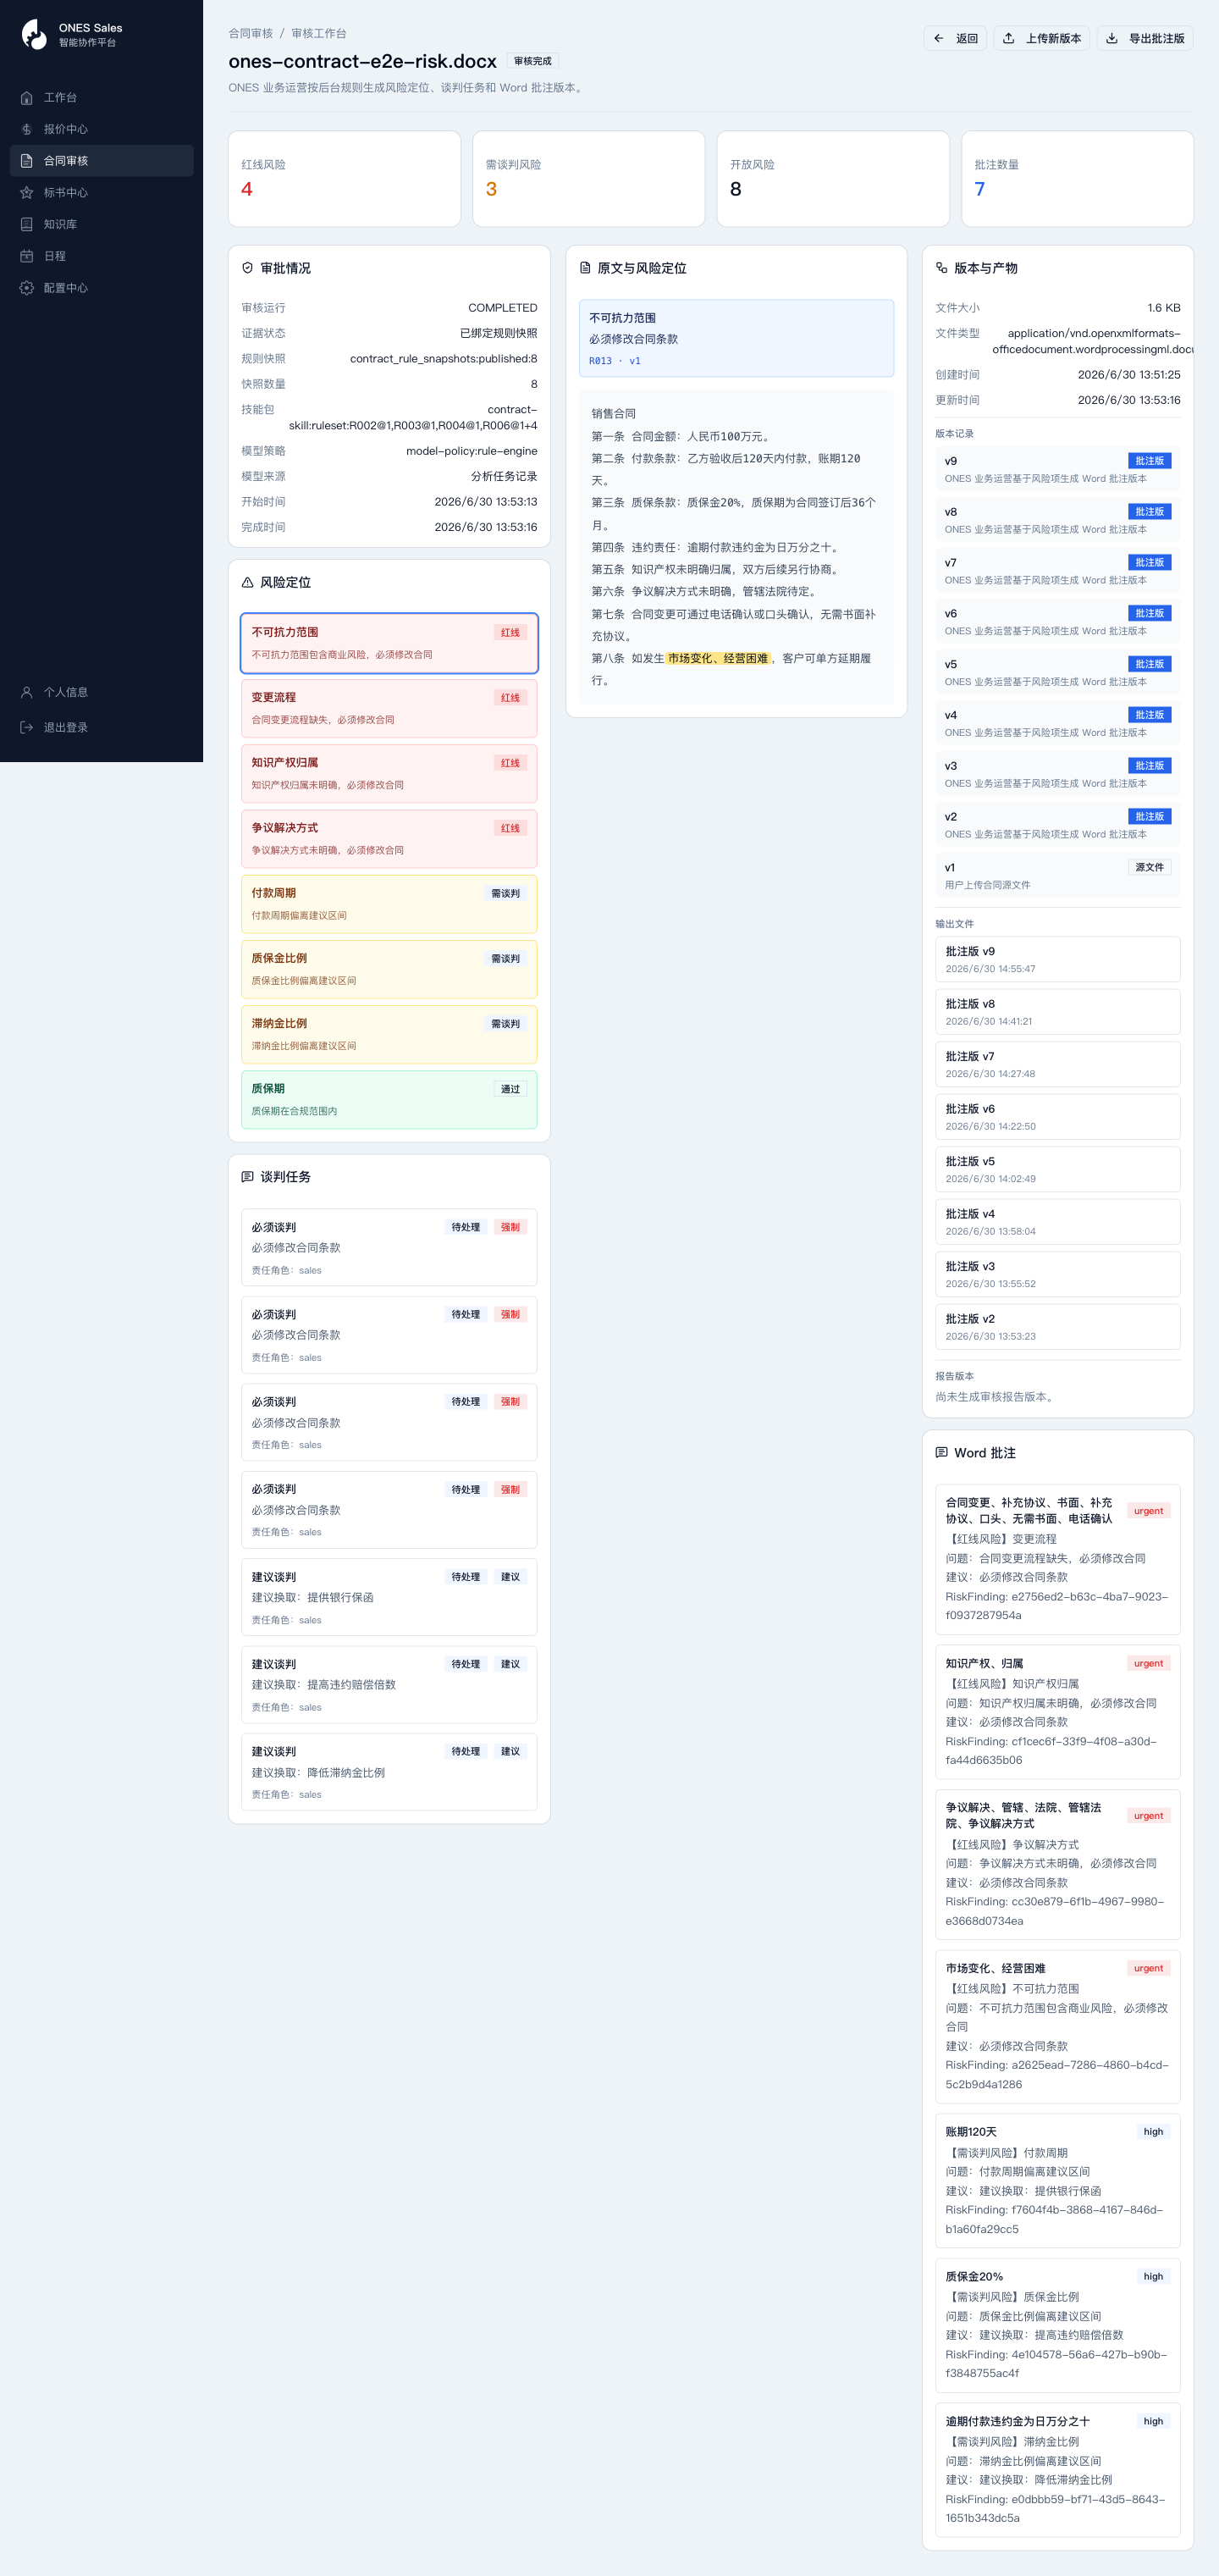 ONES Sales
智能协作平台
工作台
报价中心
合同审核
标书中心
知识库
日程
配置中心
个人信息
退出登录
合同审核 / 审核工作台
ones-contract-e2e-risk.docx 审核完成
ONES 业务运营按后台规则生成风险定位、谈判任务和 Word 批注版本。
返回
上传新版本
导出批注版
红线风险
4
需谈判风险
3
开放风险
8
批注数量
7
审批情况
审核运行 COMPLETED
证据状态 已绑定规则快照
规则快照 contract_rule_snapshots:published:8
快照数量 8
技能包 contract-
skill:ruleset:R002@1,R003@1,R004@1,R006@1+4
模型策略 model-policy:rule-engine
模型来源 分析任务记录
开始时间 2026/6/30 13:53:13
完成时间 2026/6/30 13:53:16
风险定位
不可抗力范围 红线
不可抗力范围包含商业风险，必须修改合同
变更流程 红线
合同变更流程缺失，必须修改合同
知识产权归属 红线
知识产权归属未明确，必须修改合同
争议解决方式 红线
争议解决方式未明确，必须修改合同
付款周期 需谈判
付款周期偏离建议区间
质保金比例 需谈判
质保金比例偏离建议区间
滞纳金比例 需谈判
滞纳金比例偏离建议区间
质保期 通过
质保期在合规范围内
谈判任务
必须谈判 待处理 强制
必须修改合同条款
责任角色：sales
必须谈判 待处理 强制
必须修改合同条款
责任角色：sales
必须谈判 待处理 强制
必须修改合同条款
责任角色：sales
必须谈判 待处理 强制
必须修改合同条款
责任角色：sales
建议谈判 待处理 建议
建议换取：提供银行保函
责任角色：sales
建议谈判 待处理 建议
建议换取：提高违约赔偿倍数
责任角色：sales
建议谈判 待处理 建议
建议换取：降低滞纳金比例
责任角色：sales
原文与风险定位
不可抗力范围
必须修改合同条款
R013 · v1
销售合同
第一条 合同金额：人民币100万元。
第二条 付款条款：乙方验收后120天内付款，账期120
天。
第三条 质保条款：质保金20%，质保期为合同签订后36个
月。
第四条 违约责任：逾期付款违约金为日万分之十。
第五条 知识产权未明确归属，双方后续另行协商。
第六条 争议解决方式未明确，管辖法院待定。
第七条 合同变更可通过电话确认或口头确认，无需书面补
充协议。
第八条 如发生市场变化、经营困难，客户可单方延期履
行。
版本与产物
文件大小 1.6 KB
文件类型 application/vnd.openxmlformats-
officedocument.wordprocessingml.docu
创建时间 2026/6/30 13:51:25
更新时间 2026/6/30 13:53:16
版本记录
v9 批注版
ONES 业务运营基于风险项生成 Word 批注版本
v8 批注版
ONES 业务运营基于风险项生成 Word 批注版本
v7 批注版
ONES 业务运营基于风险项生成 Word 批注版本
v6 批注版
ONES 业务运营基于风险项生成 Word 批注版本
v5 批注版
ONES 业务运营基于风险项生成 Word 批注版本
v4 批注版
ONES 业务运营基于风险项生成 Word 批注版本
v3 批注版
ONES 业务运营基于风险项生成 Word 批注版本
v2 批注版
ONES 业务运营基于风险项生成 Word 批注版本
v1 源文件
用户上传合同源文件
输出文件
批注版 v9
2026/6/30 14:55:47
批注版 v8
2026/6/30 14:41:21
批注版 v7
2026/6/30 14:27:48
批注版 v6
2026/6/30 14:22:50
批注版 v5
2026/6/30 14:02:49
批注版 v4
2026/6/30 13:58:04
批注版 v3
2026/6/30 13:55:52
批注版 v2
2026/6/30 13:53:23
报告版本
尚未生成审核报告版本。
Word 批注
合同变更、补充协议、书面、补充
协议、口头、无需书面、电话确认 urgent
【红线风险】变更流程
问题：合同变更流程缺失，必须修改合同
建议：必须修改合同条款
RiskFinding: e2756ed2-b63c-4ba7-9023-
f0937287954a
知识产权、归属 urgent
【红线风险】知识产权归属
问题：知识产权归属未明确，必须修改合同
建议：必须修改合同条款
RiskFinding: cf1cec6f-33f9-4f08-a30d-
fa44d6635b06
争议解决、管辖、法院、管辖法
院、争议解决方式 urgent
【红线风险】争议解决方式
问题：争议解决方式未明确，必须修改合同
建议：必须修改合同条款
RiskFinding: cc30e879-6f1b-4967-9980-
e3668d0734ea
市场变化、经营困难 urgent
【红线风险】不可抗力范围
问题：不可抗力范围包含商业风险，必须修改
合同
建议：必须修改合同条款
RiskFinding: a2625ead-7286-4860-b4cd-
5c2b9d4a1286
账期120天 high
【需谈判风险】付款周期
问题：付款周期偏离建议区间
建议：建议换取：提供银行保函
RiskFinding: f7604f4b-3868-4167-846d-
b1a60fa29cc5
质保金20% high
【需谈判风险】质保金比例
问题：质保金比例偏离建议区间
建议：建议换取：提高违约赔偿倍数
RiskFinding: 4e104578-56a6-427b-b90b-
f3848755ac4f
逾期付款违约金为日万分之十 high
【需谈判风险】滞纳金比例
问题：滞纳金比例偏离建议区间
建议：建议换取：降低滞纳金比例
RiskFinding: e0dbbb59-bf71-43d5-8643-
1651b343dc5a